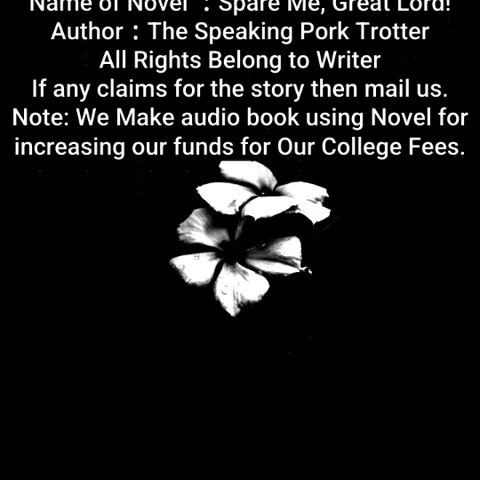 Name of Novel : Spare Me, Great Lord!
Author : The Speaking Pork Trotter
All Rights Belong to Writer
If any claims for the story then mail us.
Note: We Make audio book using Novel for
increasing our funds for Our College Fees.